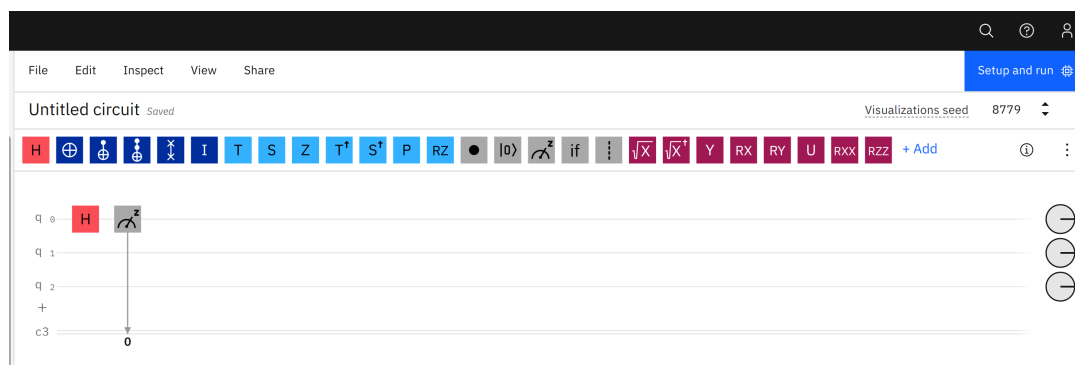 File Edit Inspect View Share Setup and run
Untitled circuit Saved Visualizations seed 8779
H I T S Z T† S† P RZ |0⟩ z if √X √X† Y RX RY U RXX RZZ + Add
q 0 H z
q 1
q 2
+
c3
0